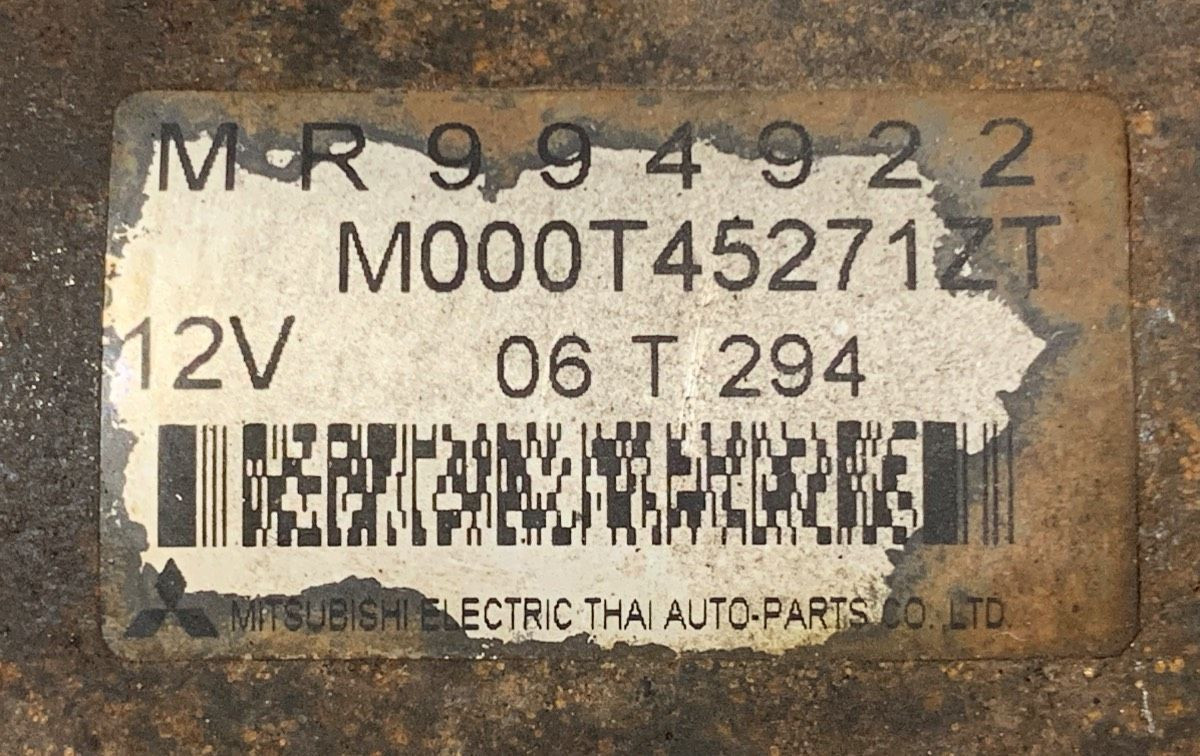 MR994922
M000T45271ZT
12V 06 T 294
MITSUBISHI ELECTRIC THAI AUTO-PARTS CO.,LTD.